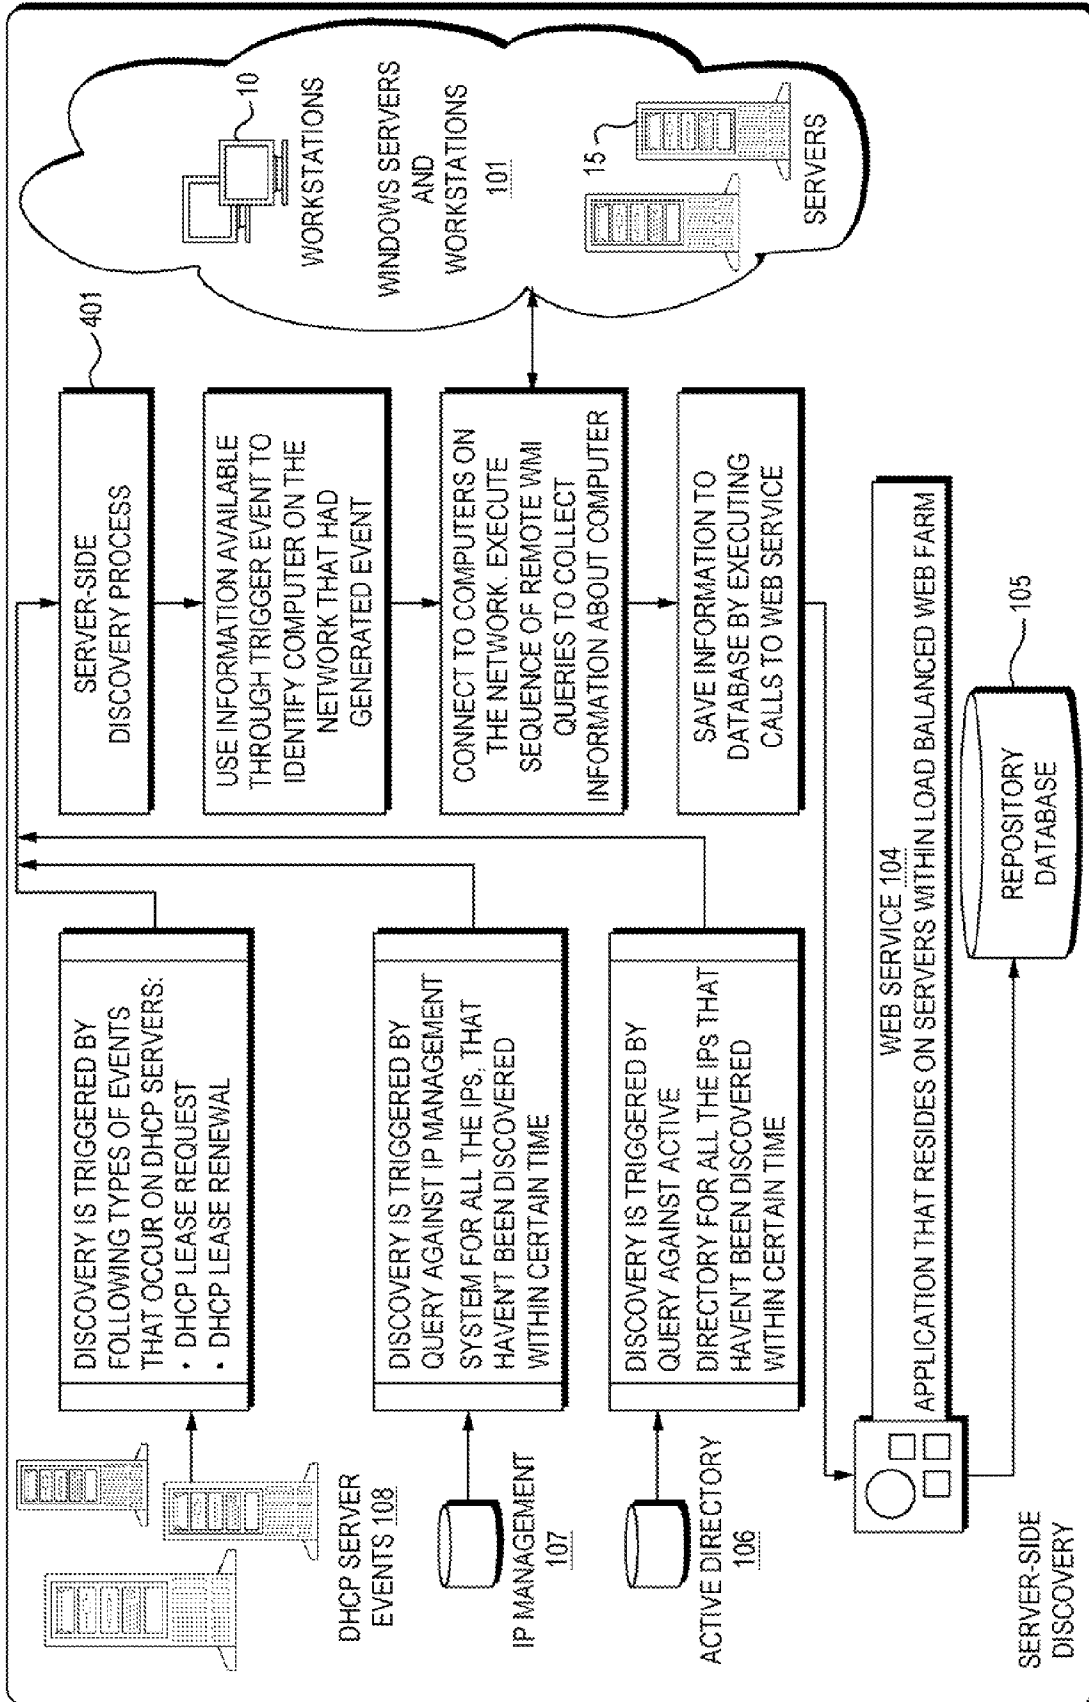 DHCP SERVER
EVENTS 108
DISCOVERY IS TRIGGERED BY
FOLLOWING TYPES OF EVENTS
THAT OCCUR ON DHCP SERVERS:
• DHCP LEASE REQUEST
• DHCP LEASE RENEWAL
IP MANAGEMENT
107
DISCOVERY IS TRIGGERED BY
QUERY AGAINST IP MANAGEMENT
SYSTEM FOR ALL THE IPs, THAT
HAVEN'T BEEN DISCOVERED
WITHIN CERTAIN TIME
ACTIVE DIRECTORY
106
DISCOVERY IS TRIGGERED BY
QUERY AGAINST ACTIVE
DIRECTORY FOR ALL THE IPs THAT
HAVEN'T BEEN DISCOVERED
WITHIN CERTAIN TIME
401
SERVER-SIDE
DISCOVERY PROCESS
USE INFORMATION AVAILABLE
THROUGH TRIGGER EVENT TO
IDENTIFY COMPUTER ON THE
NETWORK THAT HAD
GENERATED EVENT
CONNECT TO COMPUTERS ON
THE NETWORK. EXECUTE
SEQUENCE OF REMOTE WMI
QUERIES TO COLLECT
INFORMATION ABOUT COMPUTER
SAVE INFORMATION TO
DATABASE BY EXECUTING
CALLS TO WEB SERVICE
10
WORKSTATIONS
WINDOWS SERVERS
AND
WORKSTATIONS
101
15
SERVERS
WEB SERVICE 104
APPLICATION THAT RESIDES ON SERVERS WITHIN LOAD BALANCED WEB FARM
105
REPOSITORY
DATABASE
SERVER-SIDE
DISCOVERY